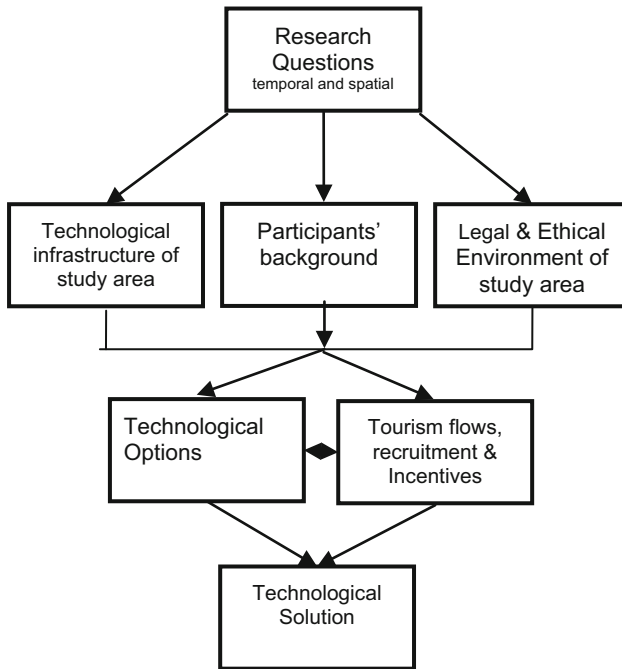 Research
Questions
temporal and spatial
Technological
infrastructure of
study area
Participants’
background
Legal & Ethical
Environment of
study area
Technological
Options
Tourism flows,
recruitment &
Incentives
Technological
Solution